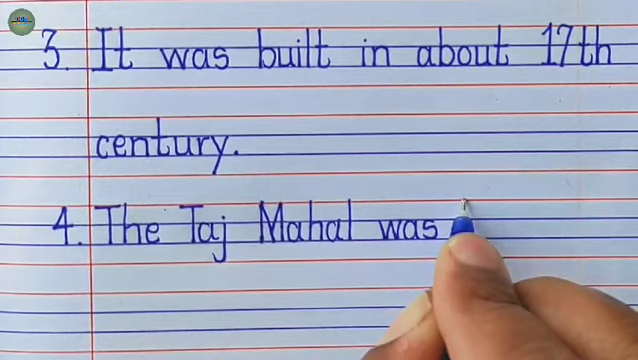 3. It was built in about 17th
century.
4. The Taj Mahal was